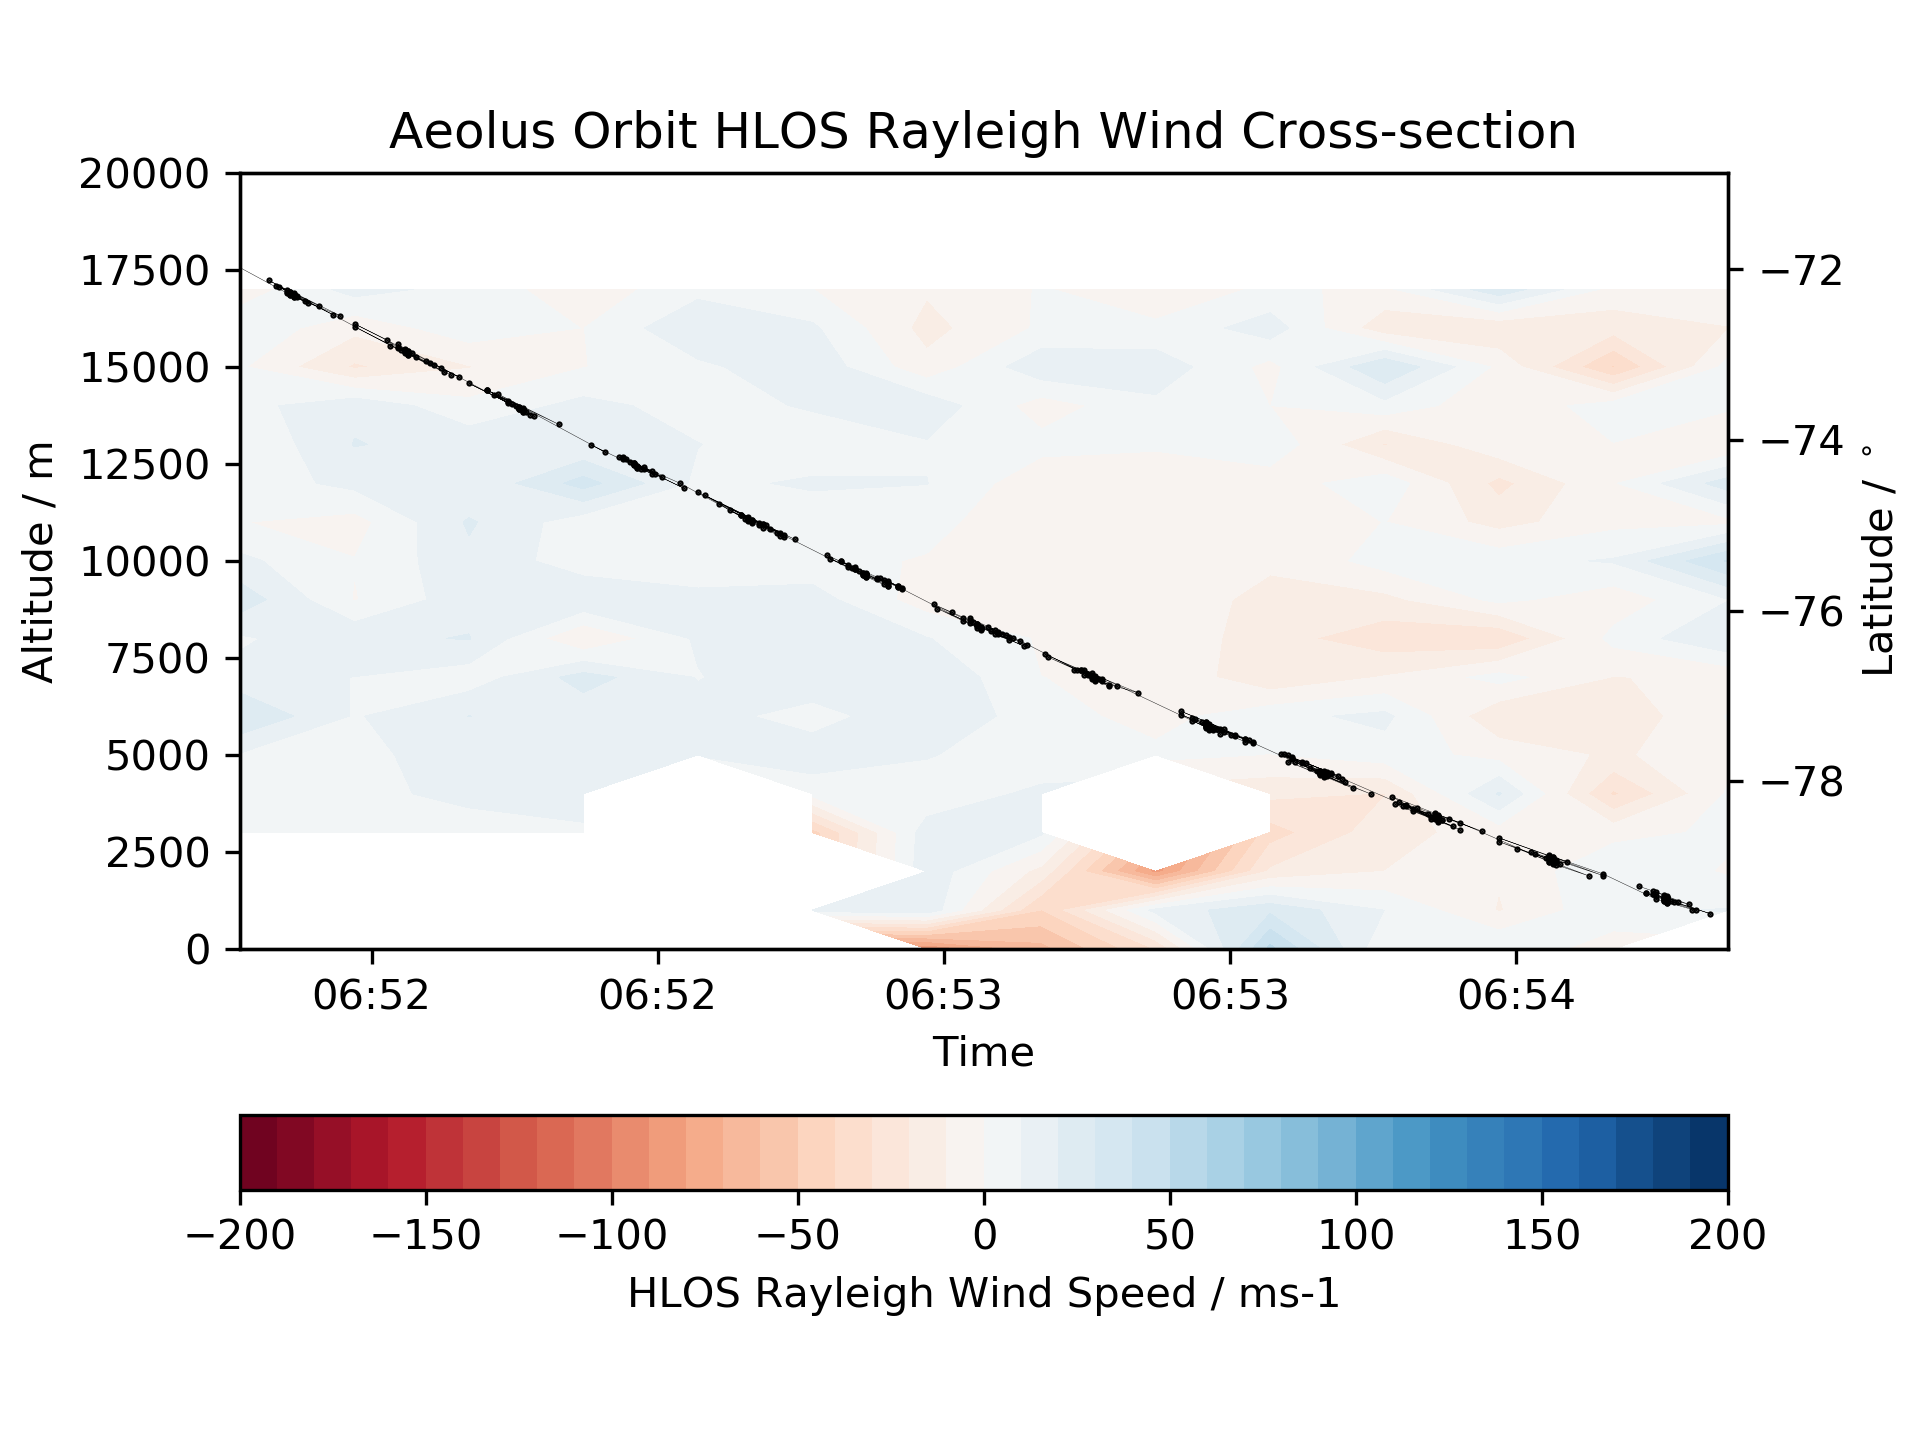 Aeolus Orbit HLOS Rayleigh Wind Cross-section
20000
17500
15000
12500
10000
7500
5000
2500
0
Altitude / m
−72
−74
−76
−78
Latitude / °
06:52 06:52 06:53 06:53 06:54
Time
−200 −150 −100 −50 0 50 100 150 200
HLOS Rayleigh Wind Speed / ms-1